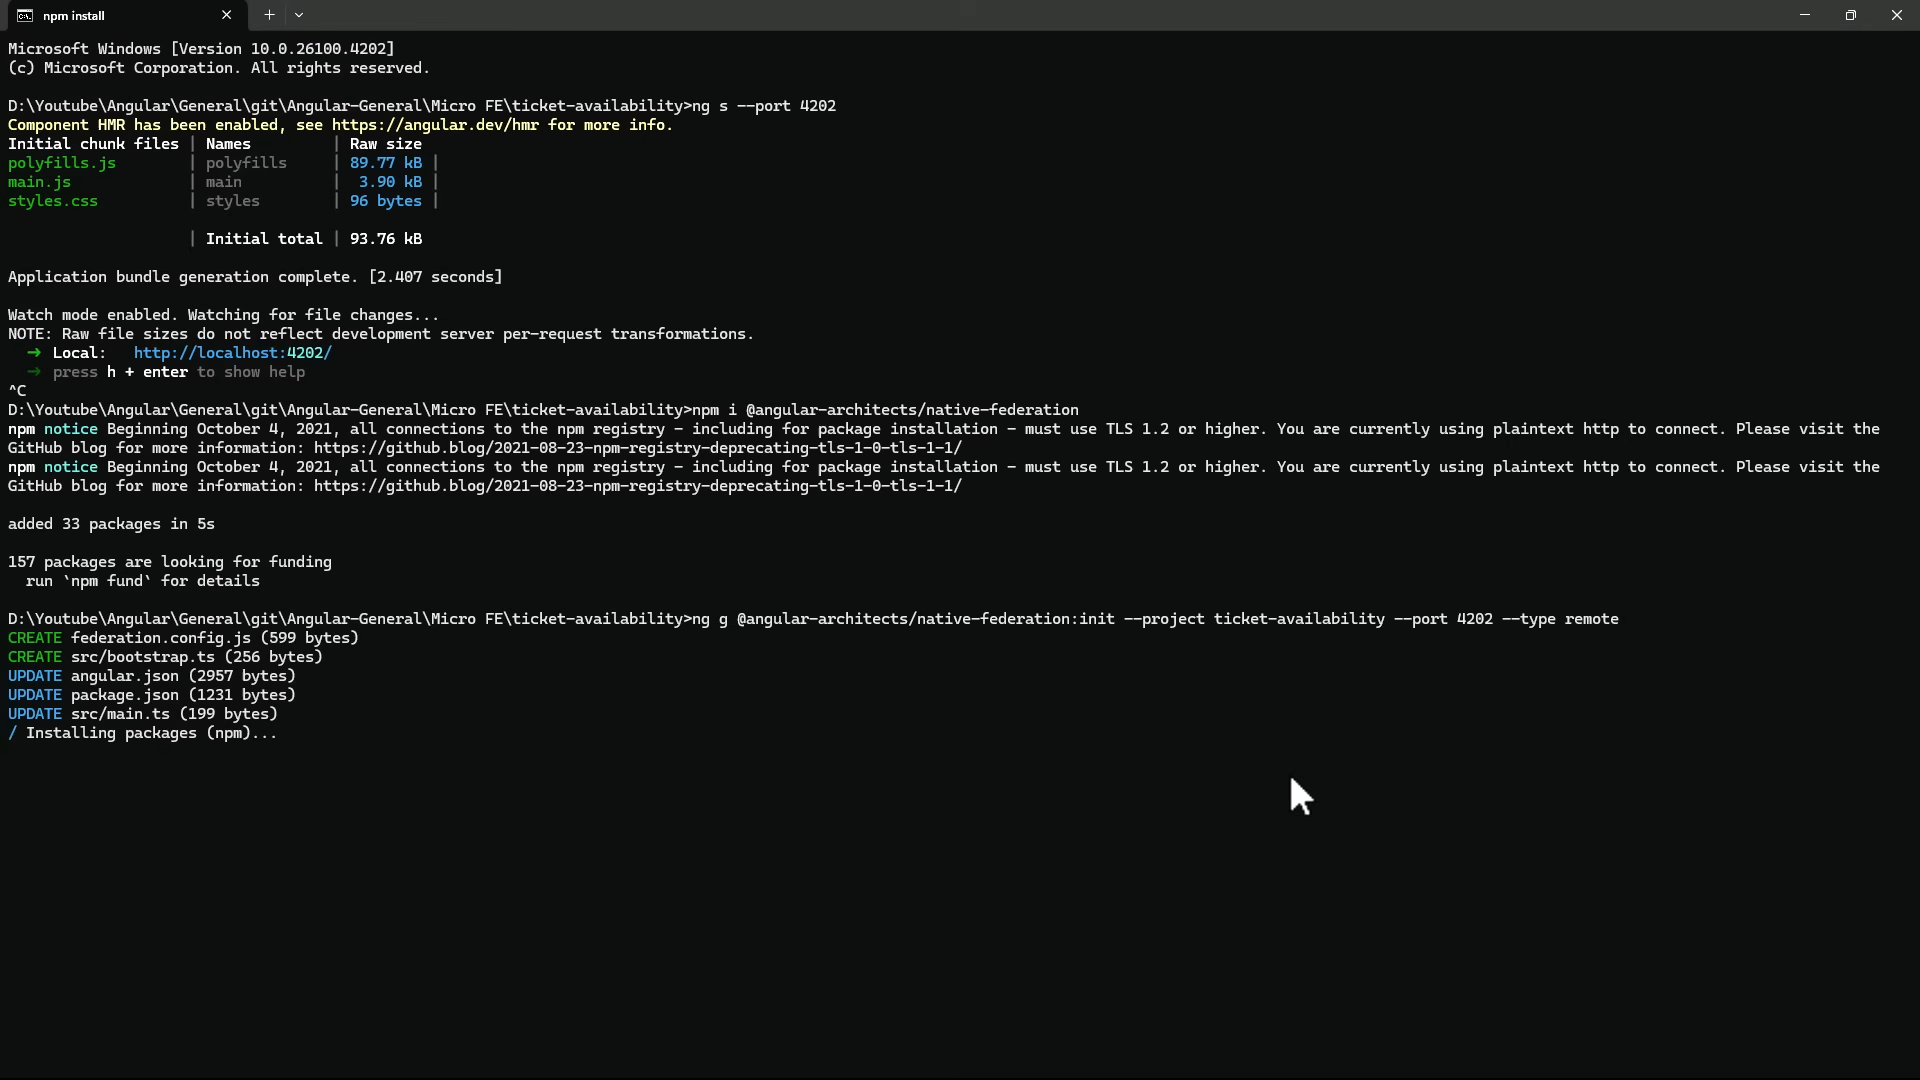 npm install
Microsoft Windows [Version 10.0.26100.4202]
(c) Microsoft Corporation. All rights reserved.
D:\Youtube\Angular\General\git\Angular-General\Micro FE\ticket-availability>ng s --port 4202
Component HMR has been enabled, see https://angular.dev/hmr for more info.
Initial chunk files | Names | Raw size
polyfills.js | polyfills | 89.77 kB |
main.js | main | 3.90 kB |
styles.css | styles | 96 bytes |
| Initial total | 93.76 kB
Application bundle generation complete. [2.407 seconds]
Watch mode enabled. Watching for file changes...
NOTE: Raw file sizes do not reflect development server per-request transformations.
➜ Local: http://localhost:4202/
➜ press h + enter to show help
^C
D:\Youtube\Angular\General\git\Angular-General\Micro FE\ticket-availability>npm i @angular-architects/native-federation
npm notice Beginning October 4, 2021, all connections to the npm registry - including for package installation - must use TLS 1.2 or higher. You are currently using plaintext http to connect. Please visit the
GitHub blog for more information: https://github.blog/2021-08-23-npm-registry-deprecating-tls-1-0-tls-1-1/
npm notice Beginning October 4, 2021, all connections to the npm registry - including for package installation - must use TLS 1.2 or higher. You are currently using plaintext http to connect. Please visit the
GitHub blog for more information: https://github.blog/2021-08-23-npm-registry-deprecating-tls-1-0-tls-1-1/
added 33 packages in 5s
157 packages are looking for funding
run `npm fund` for details
D:\Youtube\Angular\General\git\Angular-General\Micro FE\ticket-availability>ng g @angular-architects/native-federation:init --project ticket-availability --port 4202 --type remote
CREATE federation.config.js (599 bytes)
CREATE src/bootstrap.ts (256 bytes)
UPDATE angular.json (2957 bytes)
UPDATE package.json (1231 bytes)
UPDATE src/main.ts (199 bytes)
/ Installing packages (npm)...